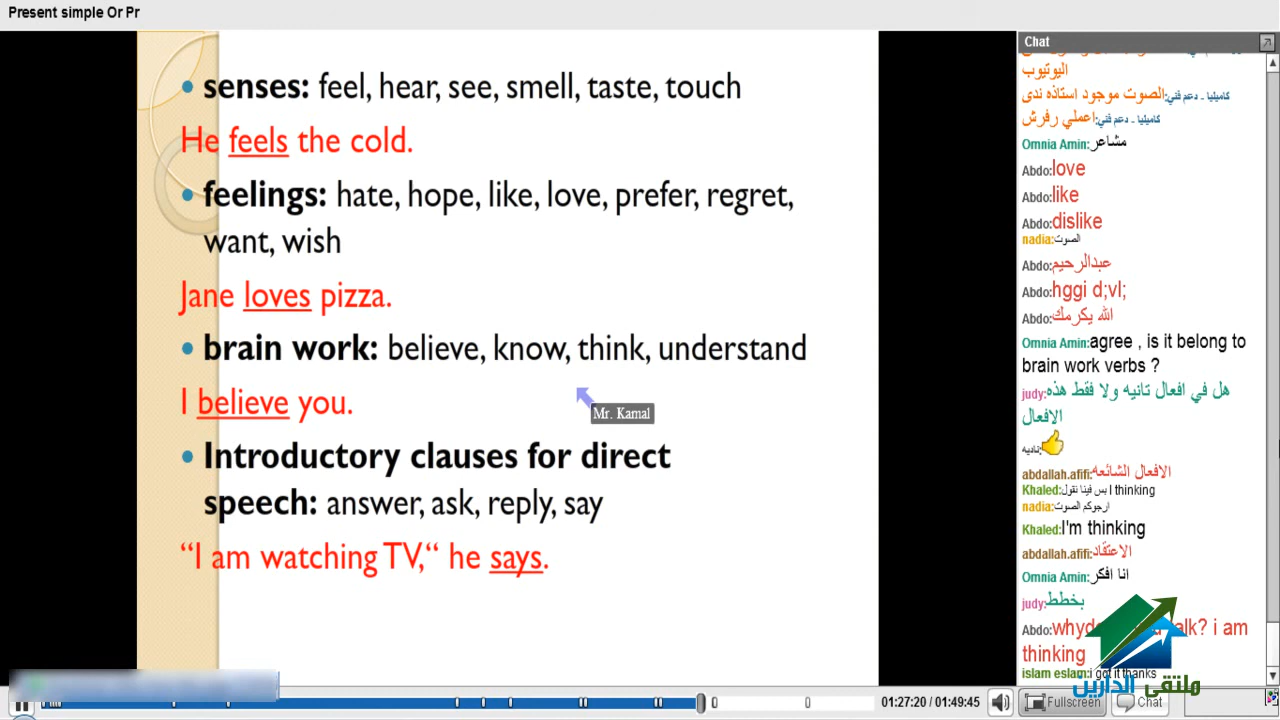 Present simple Or Pr
• senses: feel, hear, see, smell, taste, touch
He feels the cold.
• feelings: hate, hope, like, love, prefer, regret,
want, wish
Jane loves pizza.
• brain work: believe, know, think, understand
I believe you.
Mr. Kamal
• Introductory clauses for direct
speech: answer, ask, reply, say
“I am watching TV,“ he says.
Chat
اليوتيوب
كاميليا - دعم فني:الصوت موجود استاذه ندى
كاميليا - دعم فني:اعملي رفرش
Omnia Amin:مشاعر
Abdo:love
Abdo:like
Abdo:dislike
nadia:الصوت
Abdo:عبدالرحيم
Abdo:hggi d;vl;
Abdo:الله يكرمك
Omnia Amin:agree , is it belong to
brain work verbs ?
judy:هل في افعال تانيه ولا فقط هذه
الافعال
ناديه:
abdallah.afifi:الافعال الشائعه
Khaled:بس فينا نقول I thinking
nadia:ارجوكم الصوت
Khaled:I'm thinking
abdallah.afifi:الاعتقاد
Omnia Amin:انا افكر
judy:بخطط
Abdo: alk? i am
thinking
islam eslam:i got it thanks
ملتقى الدارين
01:27:20 / 01:49:45
Fullscreen
Chat